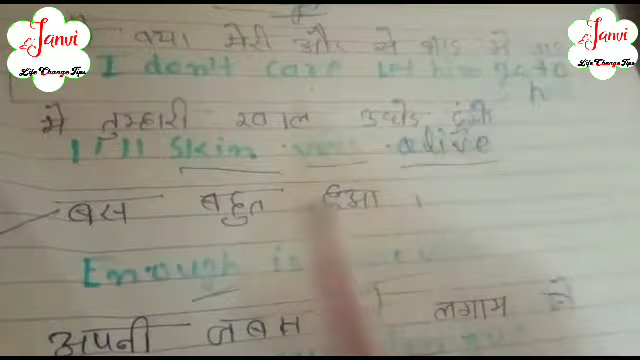 Janvi
Life Change Tips
Janvi
Life Change Tips
क्या मेरी और से भाड़ में
I don't care let him go to
h
मे तुम्हारी खाल उधेड़ दूंगी
I'll skin you alive
बस बहुत हुआ ।
Enough is
अपनी जबान लगाम दे